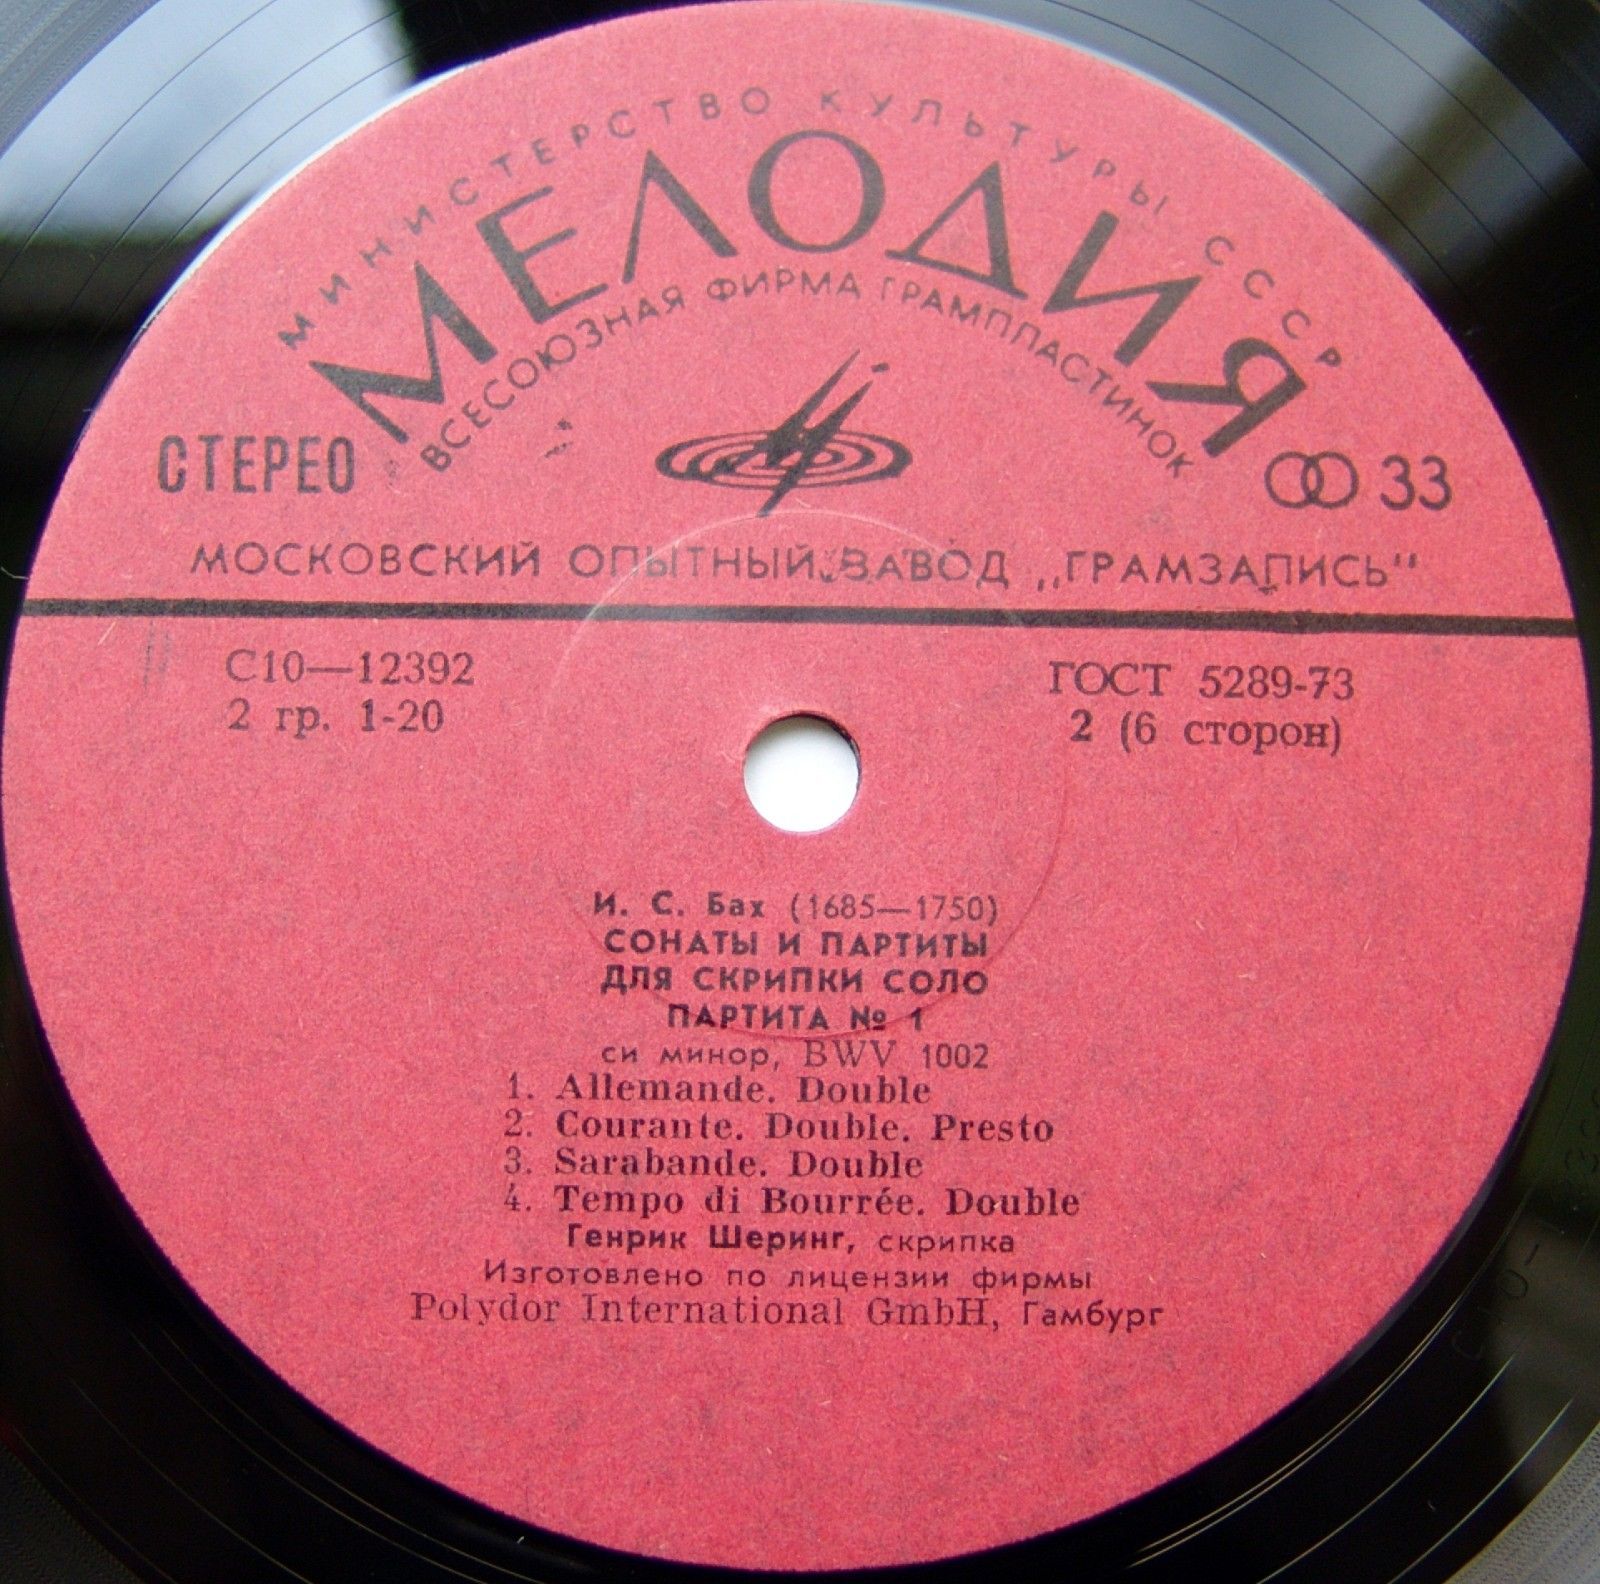 МИНИСТЕРСТВО КУЛЬТУРЫ СССР
МЕЛОДИЯ
ВСЕСОЮЗНАЯ ФИРМА ГРАМПЛАСТИНОК
СТЕРЕО
33
МОСКОВСКИЙ ОПЫТНЫЙ ЗАВОД „ГРАМЗАПИСЬ"
С10—12392
ГОСТ 5289-73
2 гр. 1-20
2 (6 сторон)
И. С. Бах (1685—1750)
СОНАТЫ И ПАРТИТЫ
ДЛЯ СКРИПКИ СОЛО
ПАРТИТА № 1
си минор, BWV 1002
1. Allemande. Double
2. Courante. Double. Presto
3. Sarabande. Double
4. Tempo di Bourrée. Double
Генрик Шеринг, скрипка
Изготовлено по лицензии фирмы
Polydor International GmbH, Гамбург